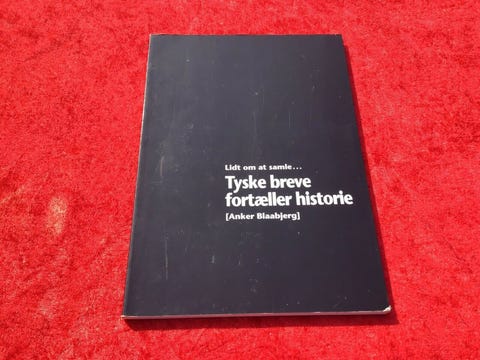 Lidt om at samle...
Tyske breve
fortæller historie
[Anker Blaabjerg]